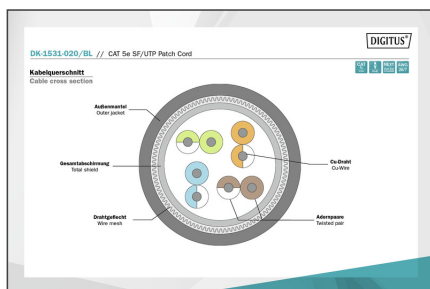 DIGITUS®
DK-1531-020/BL // CAT 5e SF/UTP Patch Cord
Kabelquerschnitt
Cable cross section
Außenmantel
Outer jacket
Gesamtabschirmung
Total shield
Cu-Draht
Cu-Wire
Drahtgeflecht
Wire mesh
Adernpaare
Twisted pair